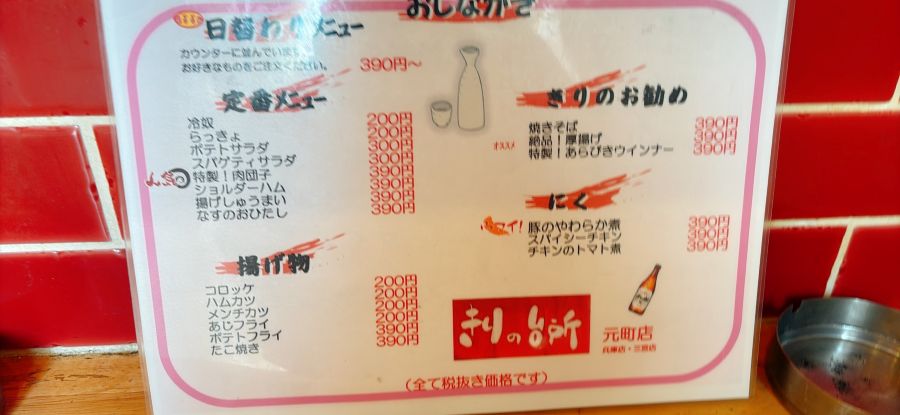 おしながき
日替わりメニュー
カウンターに並んでいます。
お好きなものをご注文ください。 390円～
定番メニュー
冷奴 200円
らっきょ 200円
ポテトサラダ 300円
スパゲティサラダ 300円
特製！肉団子 390円
ショルダーハム 390円
揚げしゅうまい 390円
なすのおひたし 390円
揚げ物
コロッケ 200円
ハムカツ 200円
メンチカツ 200円
あじフライ 200円
ポテトフライ 390円
たこ焼き 390円
きりのお勧め
焼きそば 390円
オススメ 絶品！厚揚げ 390円
特製！あらびきウインナー 390円
にく
ウマイ! 豚のやわらか煮 390円
スパイシーチキン 390円
チキンのトマト煮 390円
きりの台所
元町店
兵庫店・三宮店
（全て税抜き価格です）